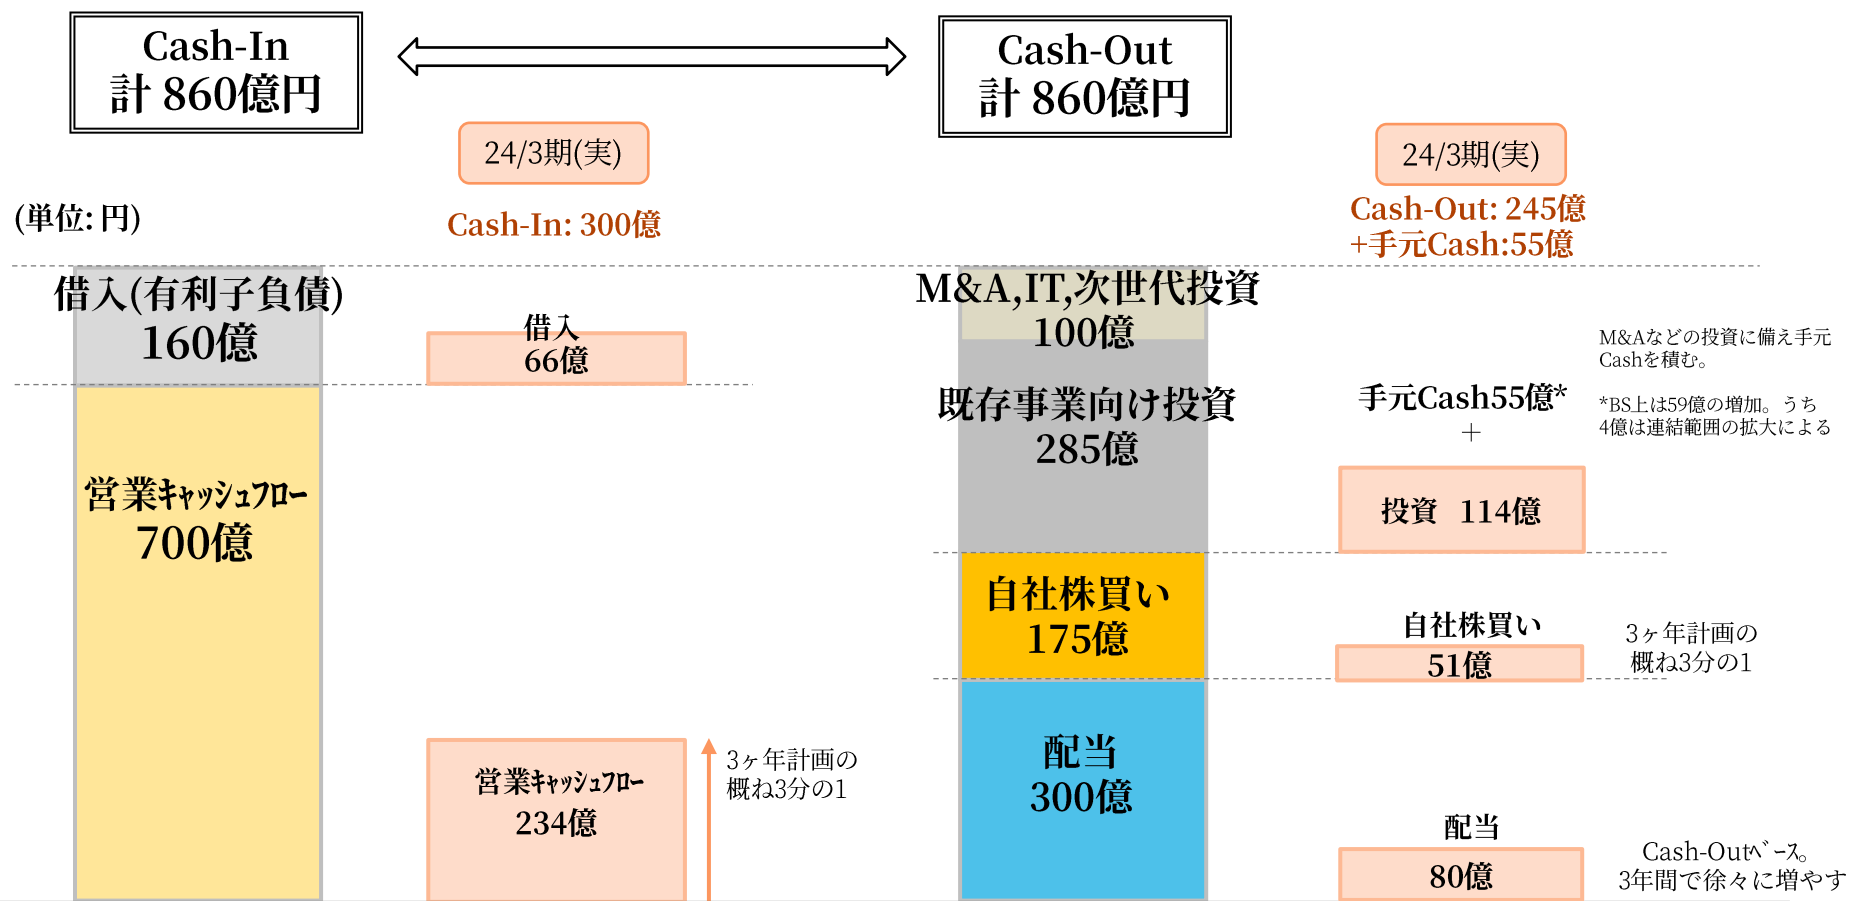 Cash-In
計 860億円
Cash-Out
計 860億円
24/3期(実)
24/3期(実)
(単位: 円)
Cash-In: 300億
Cash-Out: 245億
+手元Cash:55億
借入(有利子負債)
160億
借入
66億
営業ｷｬｯｼｭﾌﾛｰ
700億
営業ｷｬｯｼｭﾌﾛｰ
234億
3ヶ年計画の
概ね3分の1
M&A,IT,次世代投資
100億
既存事業向け投資
285億
自社株買い
175億
配当
300億
手元Cash55億*
+
投資 114億
自社株買い
51億
配当
80億
M&Aなどの投資に備え手元
Cashを積む。
*BS上は59億の増加。うち
4億は連結範囲の拡大による
3ヶ年計画の
概ね3分の1
Cash-Outﾍﾞｰｽ。
3年間で徐々に増やす